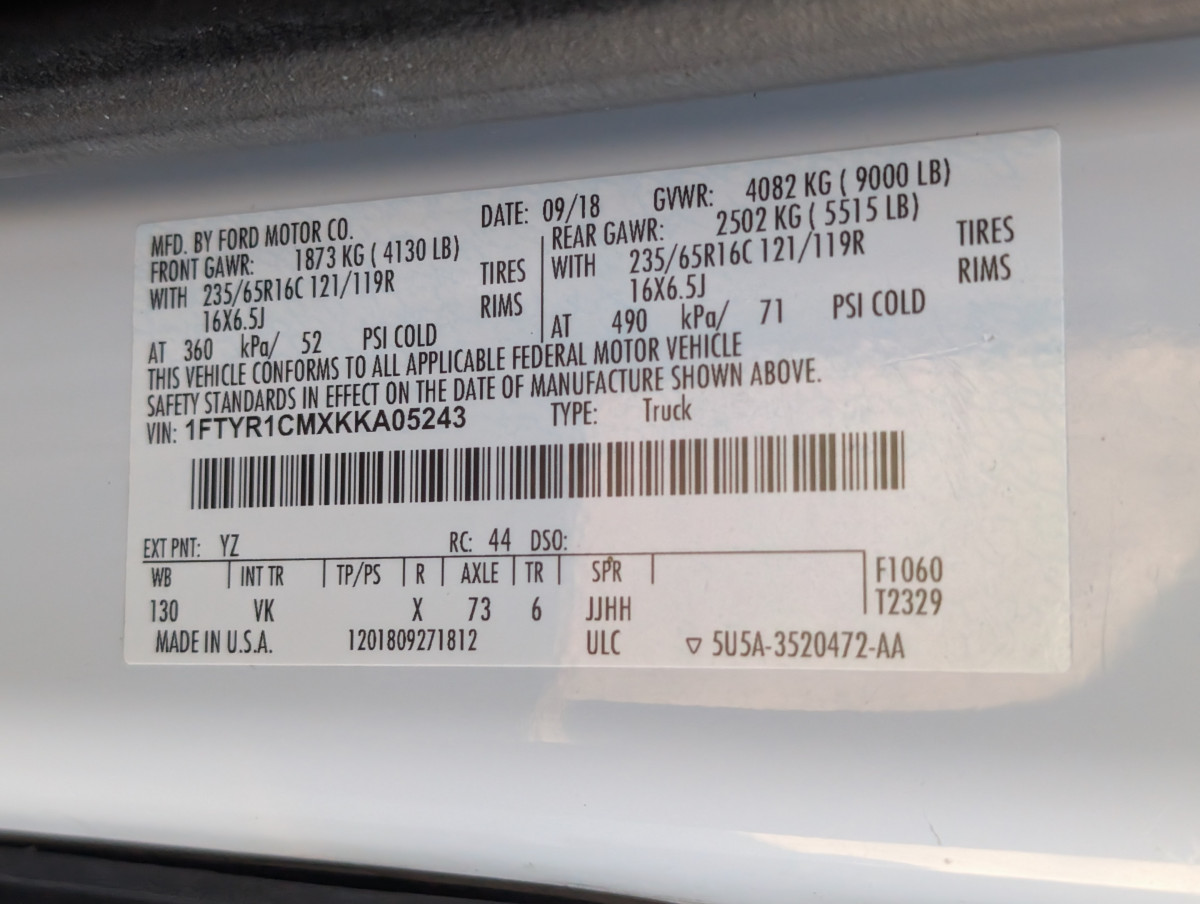 MFD. BY FORD MOTOR CO. DATE: 09/18 GVWR: 4082 KG ( 9000 LB)
FRONT GAWR: 1873 KG ( 4130 LB)
WITH 235/65R16C 121/119R TIRES
16X6.5J RIMS
AT 360 kPa/ 52 PSI COLD
REAR GAWR: 2502 KG ( 5515 LB)
WITH 235/65R16C 121/119R TIRES
16X6.5J RIMS
AT 490 kPa/ 71 PSI COLD
THIS VEHICLE CONFORMS TO ALL APPLICABLE FEDERAL MOTOR VEHICLE
SAFETY STANDARDS IN EFFECT ON THE DATE OF MANUFACTURE SHOWN ABOVE.
VIN: 1FTYR1CMXKKA05243 TYPE: Truck
EXT PNT: YZ RC: 44 DSO:
WB INT TR TP/PS R AXLE TR SPR F1060
130 VK X 73 6 JJHH T2329
MADE IN U.S.A. 1201809271812 ULC ▽ 5U5A-3520472-AA